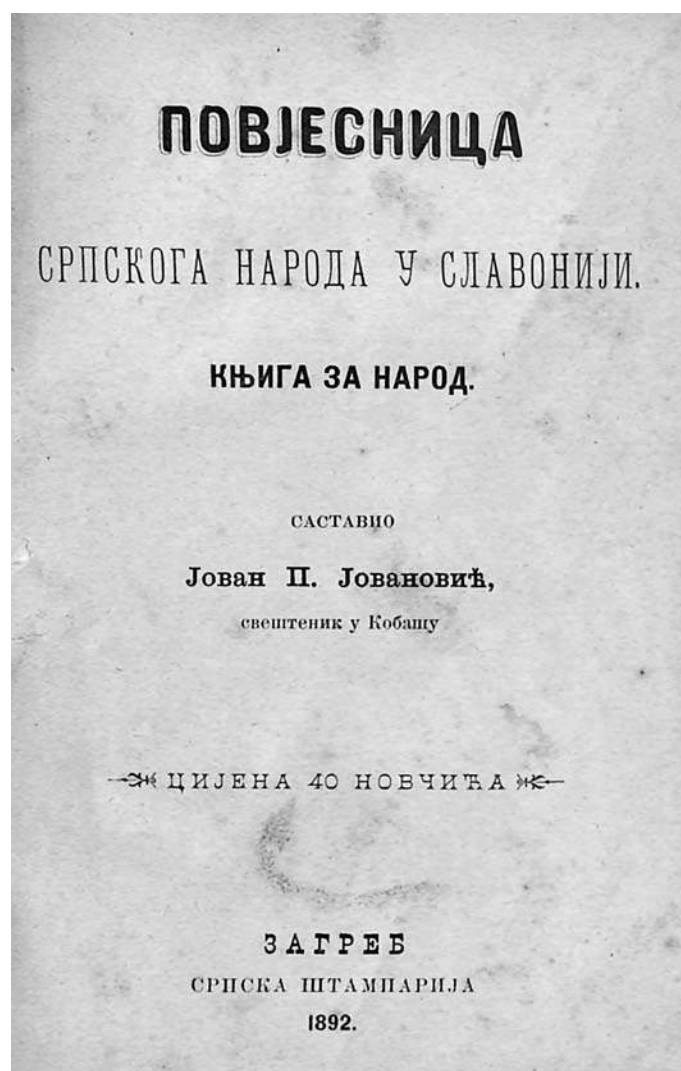 ПОВЈЕСНИЦА
СРПСКОГА НАРОДА У СЛАВОНИЈИ.
КЊИГА ЗА НАРОД.
САСТАВИО
Јован П. Јовановић,
свештеник у Кобашу
ЦИЈЕНА 40 НОВЧИЋА
ЗАГРЕБ
СРПСКА ШТАМПАРИЈА
1892.